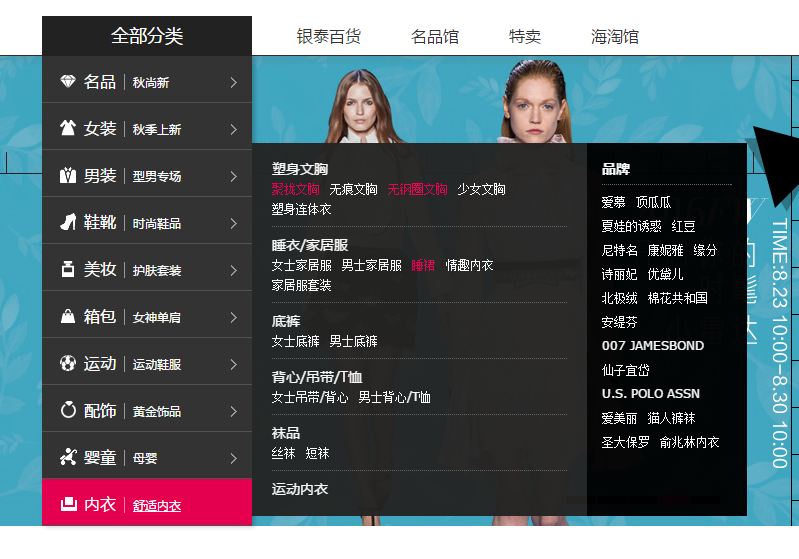 全部分类 银泰百货 名品馆 特卖 海淘馆
名品 秋尚新
女装 秋季上新
男装 型男专场
鞋靴 时尚鞋品
美妆 护肤套装
箱包 女神单肩
运动 运动鞋服
配饰 黄金饰品
婴童 母婴
内衣 舒适内衣
塑身文胸
聚拢文胸 无痕文胸 无钢圈文胸 少女文胸
塑身连体衣
睡衣/家居服
女士家居服 男士家居服 睡裙 情趣内衣
家居服套装
底裤
女士底裤 男士底裤
背心/吊带/T恤
女士吊带/背心 男士背心/T恤
袜品
丝袜 短袜
运动内衣
品牌
爱慕 顶瓜瓜
夏娃的诱惑 红豆
尼特名 康妮雅 缘分
诗丽妃 优黛儿
北极绒 棉花共和国
安缇芬
007 JAMESBOND
仙子宜岱
U.S. POLO ASSN
爱美丽 猫人裤袜
圣大保罗 俞兆林内衣
TIME:8.23 10:00-8.30 10:00